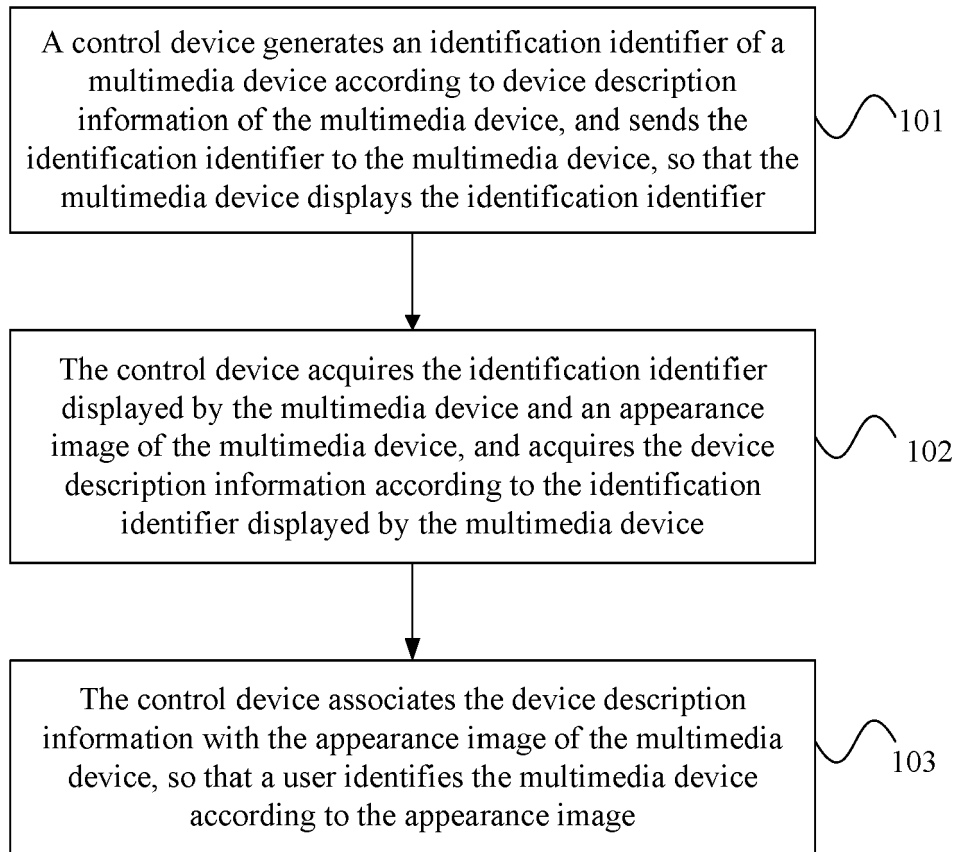 A control device generates an identification identifier of a
multimedia device according to device description
information of the multimedia device, and sends the
identification identifier to the multimedia device, so that the
multimedia device displays the identification identifier
101
The control device acquires the identification identifier
displayed by the multimedia device and an appearance
image of the multimedia device, and acquires the device
description information according to the identification
identifier displayed by the multimedia device
102
The control device associates the device description
information with the appearance image of the multimedia
device, so that a user identifies the multimedia device
according to the appearance image
103